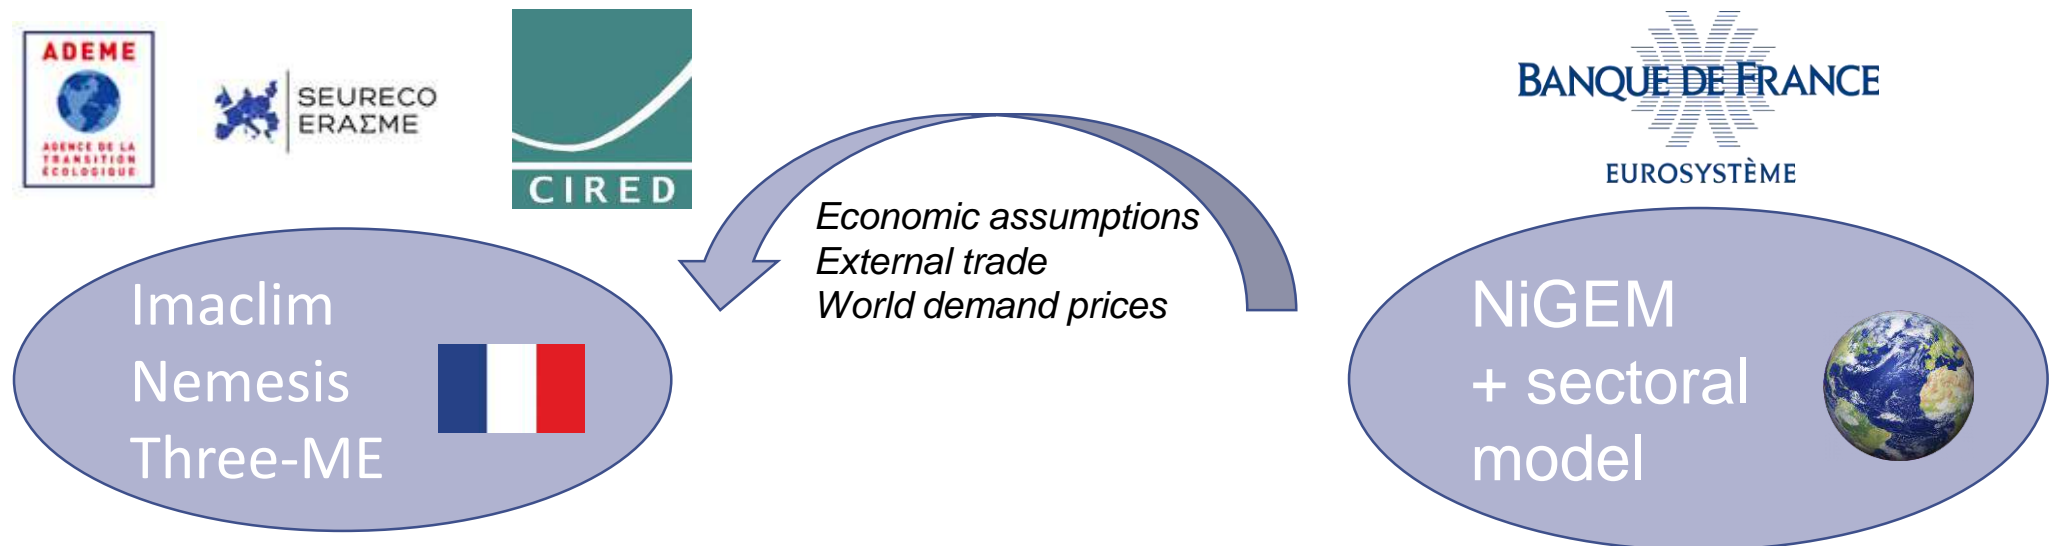 ADEME
AGENCE DE LA
TRANSITION
ÉCOLOGIQUE
SEURECO
ERAΣME
CIRED
BANQUE DE FRANCE
EUROSYSTÈME
Economic assumptions
External trade
World demand prices
Imaclim
Nemesis
Three-ME
NiGEM
+ sectoral
model